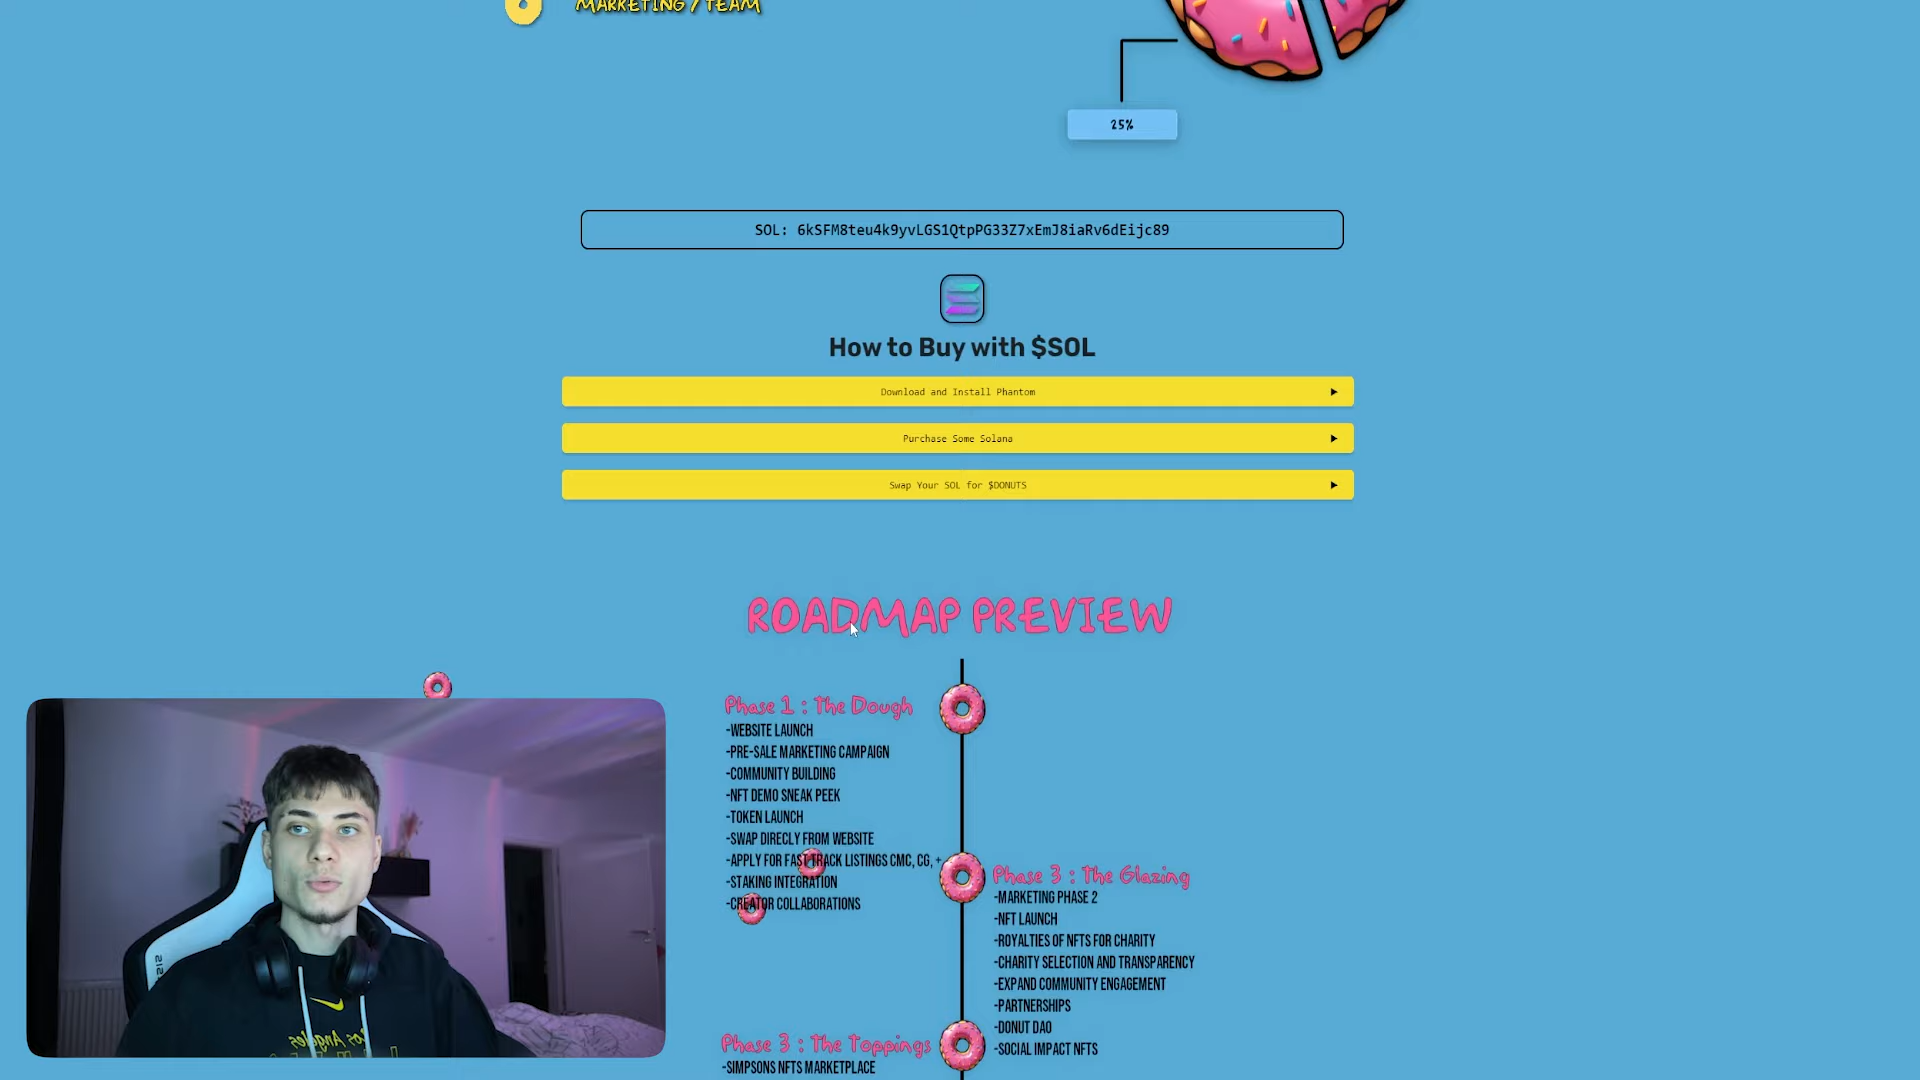 MARKETING / TEAM
25%
SOL: 6kSFM8teu4k9yvLGS1QtpPG33Z7xEmJ8iaRv6dEijc89
How to Buy with $SOL
Download and Install Phantom
Purchase Some Solana
Swap Your SOL for $DONUTS
ROADMAP PREVIEW
Phase 1 : The Dough
-WEBSITE LAUNCH
-PRE-SALE MARKETING CAMPAIGN
-COMMUNITY BUILDING
-NFT DEMO SNEAK PEEK
-TOKEN LAUNCH
-SWAP DIRECLY FROM WEBSITE
-APPLY FOR FAST TRACK LISTINGS CMC, CG, +
-STAKING INTEGRATION
-CREATOR COLLABORATIONS
Phase 3 : The Glazing
-MARKETING PHASE 2
-NFT LAUNCH
-ROYALTIES OF NFTS FOR CHARITY
-CHARITY SELECTION AND TRANSPARENCY
-EXPAND COMMUNITY ENGAGEMENT
-PARTNERSHIPS
-DONUT DAO
-SOCIAL IMPACT NFTS
Phase 3 : The Toppings
-SIMPSONS NFTS MARKETPLACE
Los Angeles